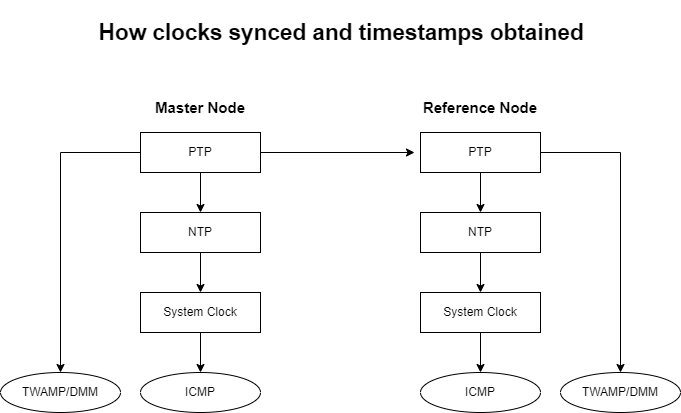 How clocks synced and timestamps obtained
Master Node
Reference Node
PTP
PTP
NTP
NTP
System Clock
System Clock
TWAMP/DMM
ICMP
ICMP
TWAMP/DMM